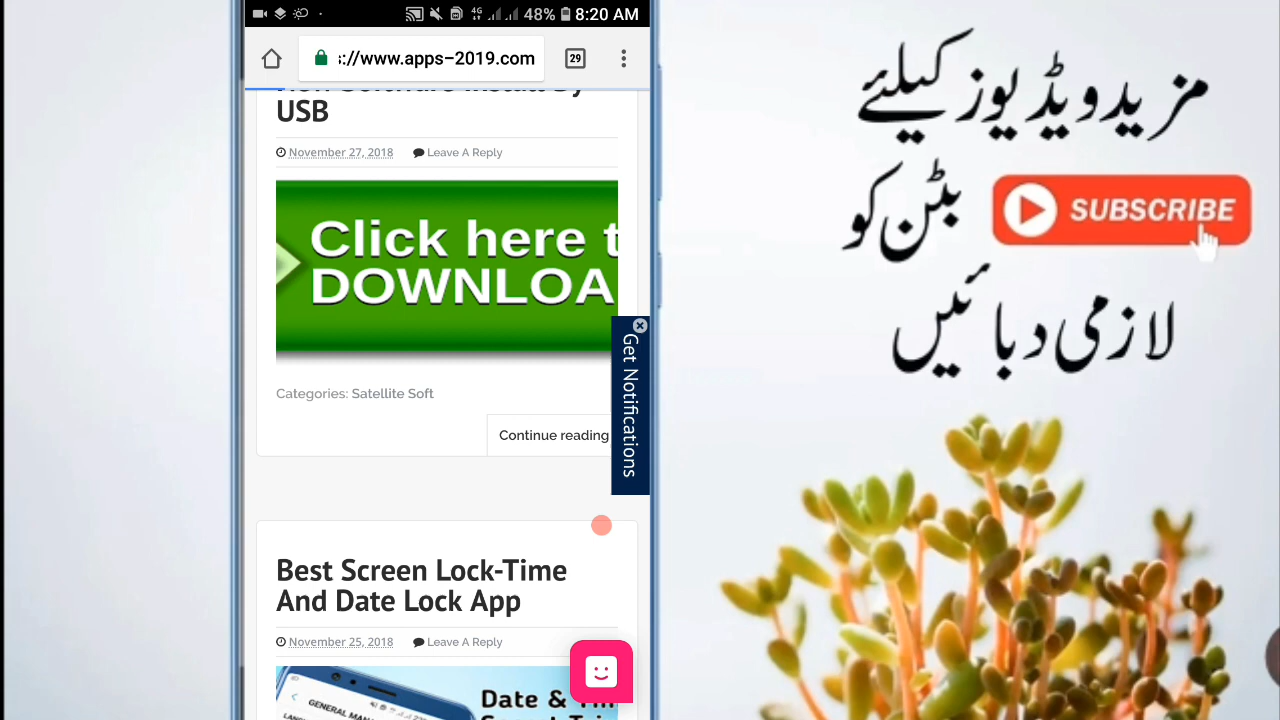 48% 8:20 AM
://www.apps-2019.com
29
USB
November 27, 2018 Leave A Reply
Click here t
DOWNLOA
Get Notifications
Categories: Satellite Soft
Continue reading
Best Screen Lock-Time
And Date Lock App
November 25, 2018 Leave A Reply
GENERAL MANA
Date &
مزید ویڈیوز کیلئے
بٹن کو
SUBSCRIBE
لازمی دبائیں